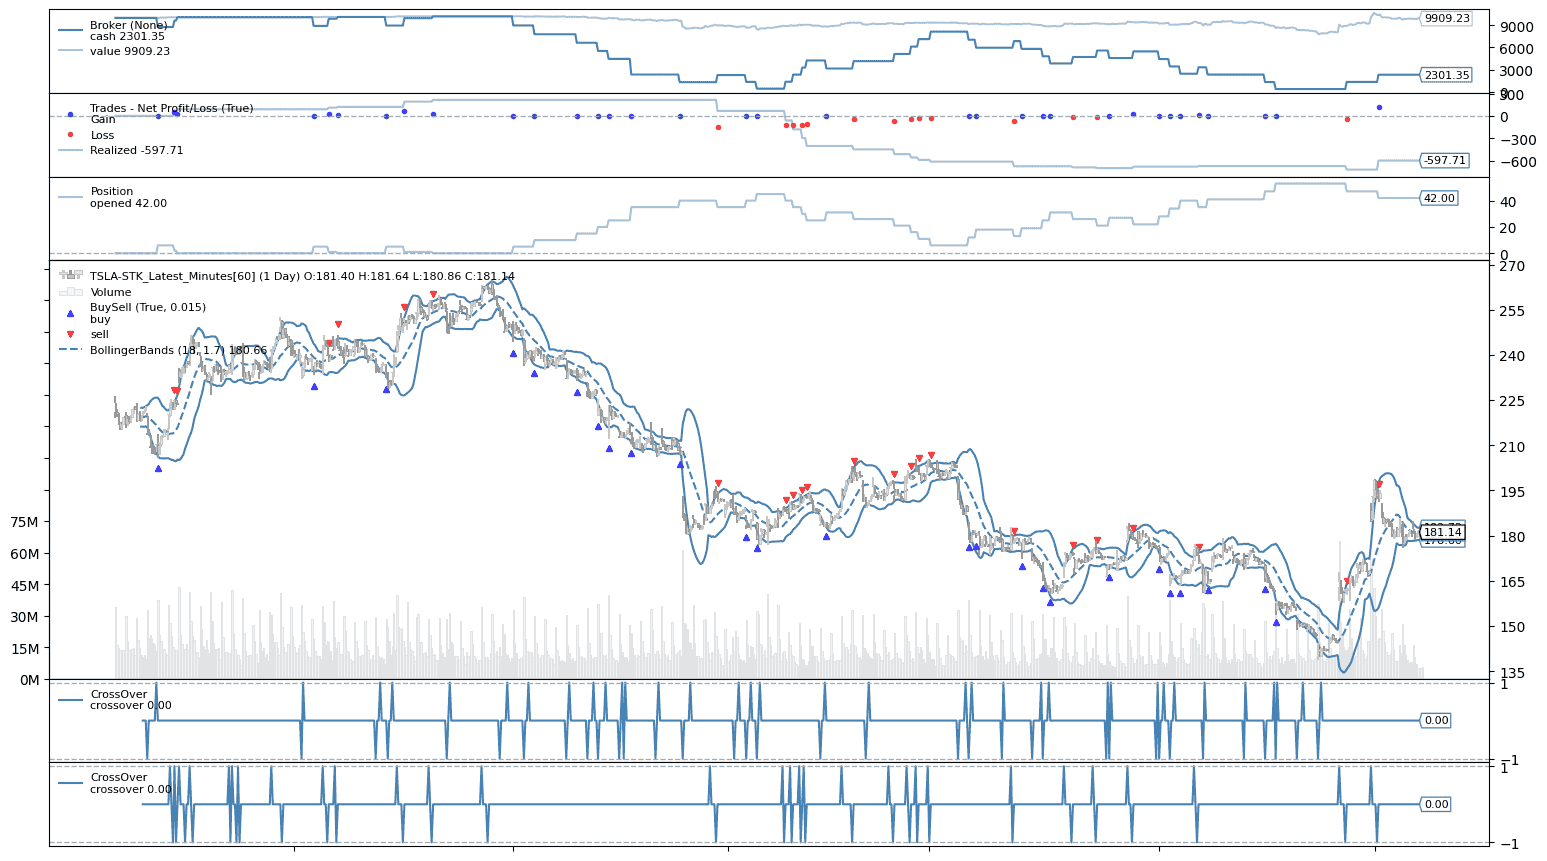 Broker (None)
cash 2301.35
value 9909.23
9909.23
2301.35
9000
6000
3000
0
Trades - Net Profit/Loss (True)
Gain
Loss
Realized -597.71
-597.71
300
0
−300
−600
Position
opened 42.00
42.00
40
20
0
TSLA-STK_Latest_Minutes[60] (1 Day) O:181.40 H:181.64 L:180.86 C:181.14
Volume
BuySell (True, 0.015)
buy
sell
BollingerBands (18, 1.7) 180.66
181.14
270
255
240
225
210
195
180
165
150
135
75M
60M
45M
30M
15M
0M
CrossOver
crossover 0.00
0.00
1
−1
CrossOver
crossover 0.00
0.00
1
−1